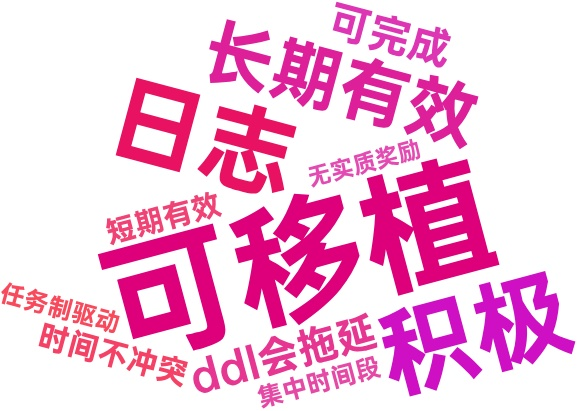 可完成
长期有效
日志
无实质奖励
短期有效
可移植
任务制驱动
时间不冲突
ddl会拖延
集中时间段
积极